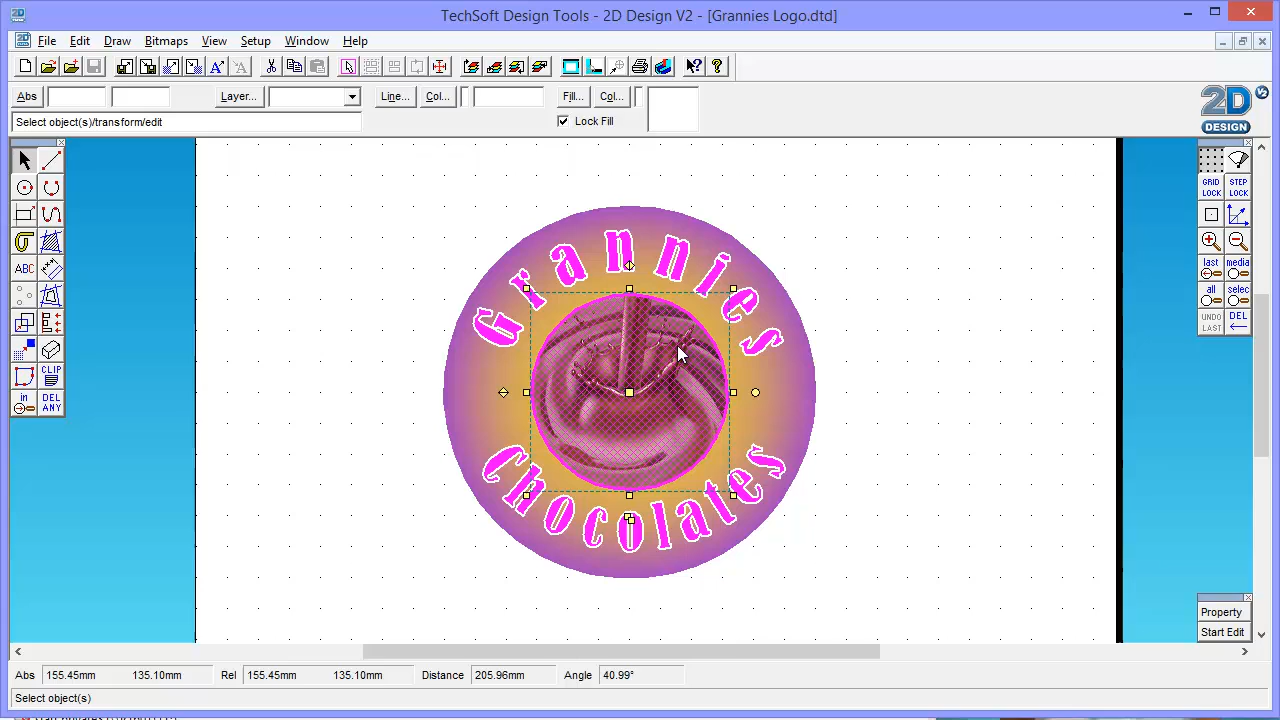 TechSoft Design Tools - 2D Design V2 - [Grannies Logo.dtd]
File Edit Draw Bitmaps View Setup Window Help
Abs Layer... Line... Col... Fill... Col...
Select object(s)/transform/edit
Lock Fill
2D V2
DESIGN
GRID LOCK
STEP LOCK
ABC
last
media
all
UNDO LAST
DEL
CLIP
in
DEL ANY
Grannies
Chocolates
Property
Start Edit
Abs 155.45mm 135.10mm Rel 155.45mm 135.10mm Distance 205.96mm Angle 40.99°
Select object(s)